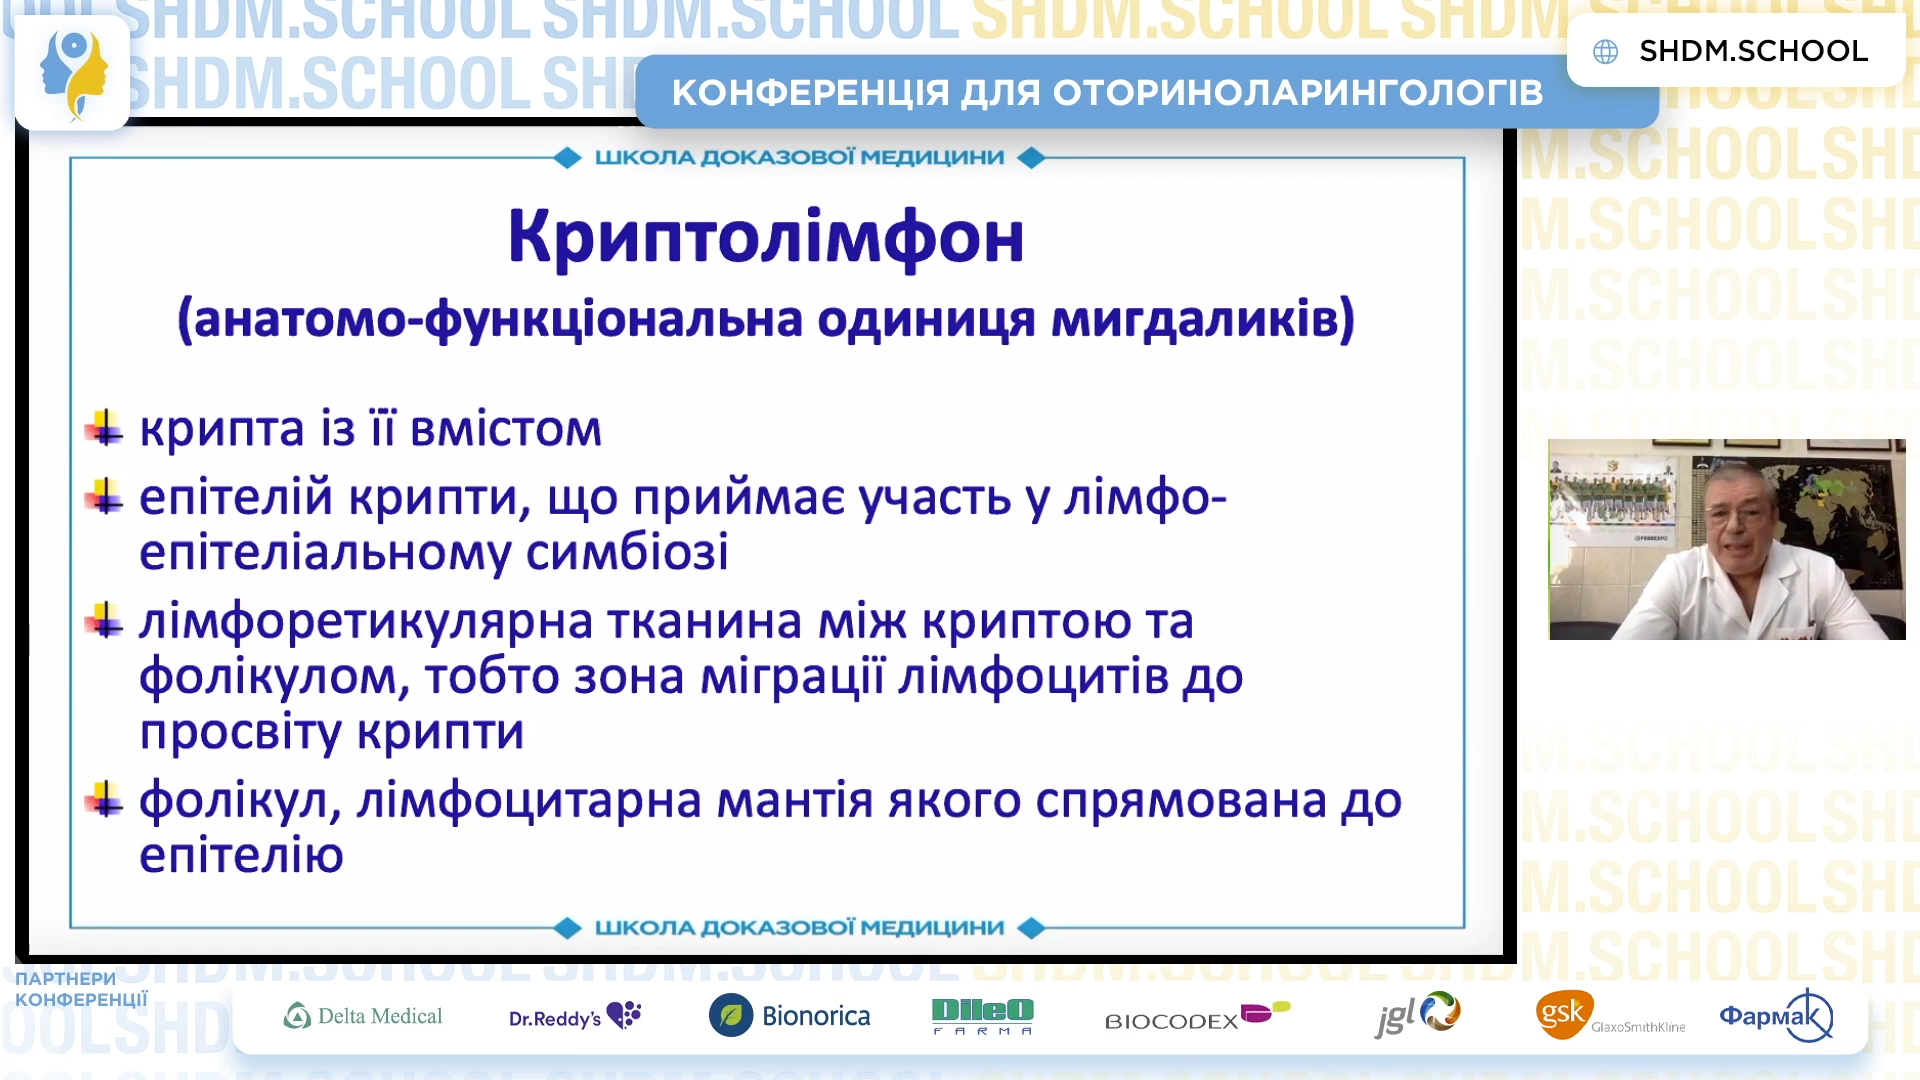 SHDM.SCHOOL
КОНФЕРЕНЦІЯ ДЛЯ ОТОРИНОЛАРИНГОЛОГІВ
ШКОЛА ДОКАЗОВОЇ МЕДИЦИНИ
Криптолімфон
(анатомо-функціональна одиниця мигдаликів)
крипта із її вмістом
епітелій крипти, що приймає участь у лімфо-
епітеліальному симбіозі
лімфоретикулярна тканина між криптою та
фолікулом, тобто зона міграції лімфоцитів до
просвіту крипти
фолікул, лімфоцитарна мантія якого спрямована до
епітелію
ШКОЛА ДОКАЗОВОЇ МЕДИЦИНИ
ПАРТНЕРИ
КОНФЕРЕНЦІЇ
Delta Medical
Dr.Reddy's
Bionorica
DileO
FARMA
BIOCODEX
jgl
gsk
GlaxoSmithKline
Фармак